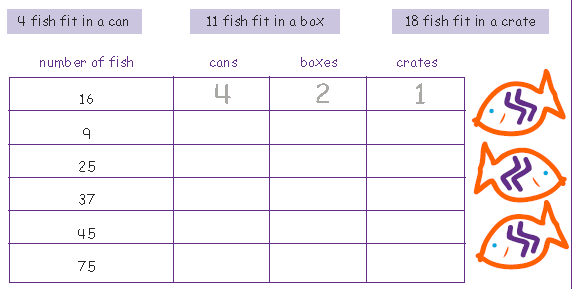 4 fish fit in a can 11 fish fit in a box 18 fish fit in a crate
number of fish cans boxes crates
16 4 2 1
9
25
37
45
75